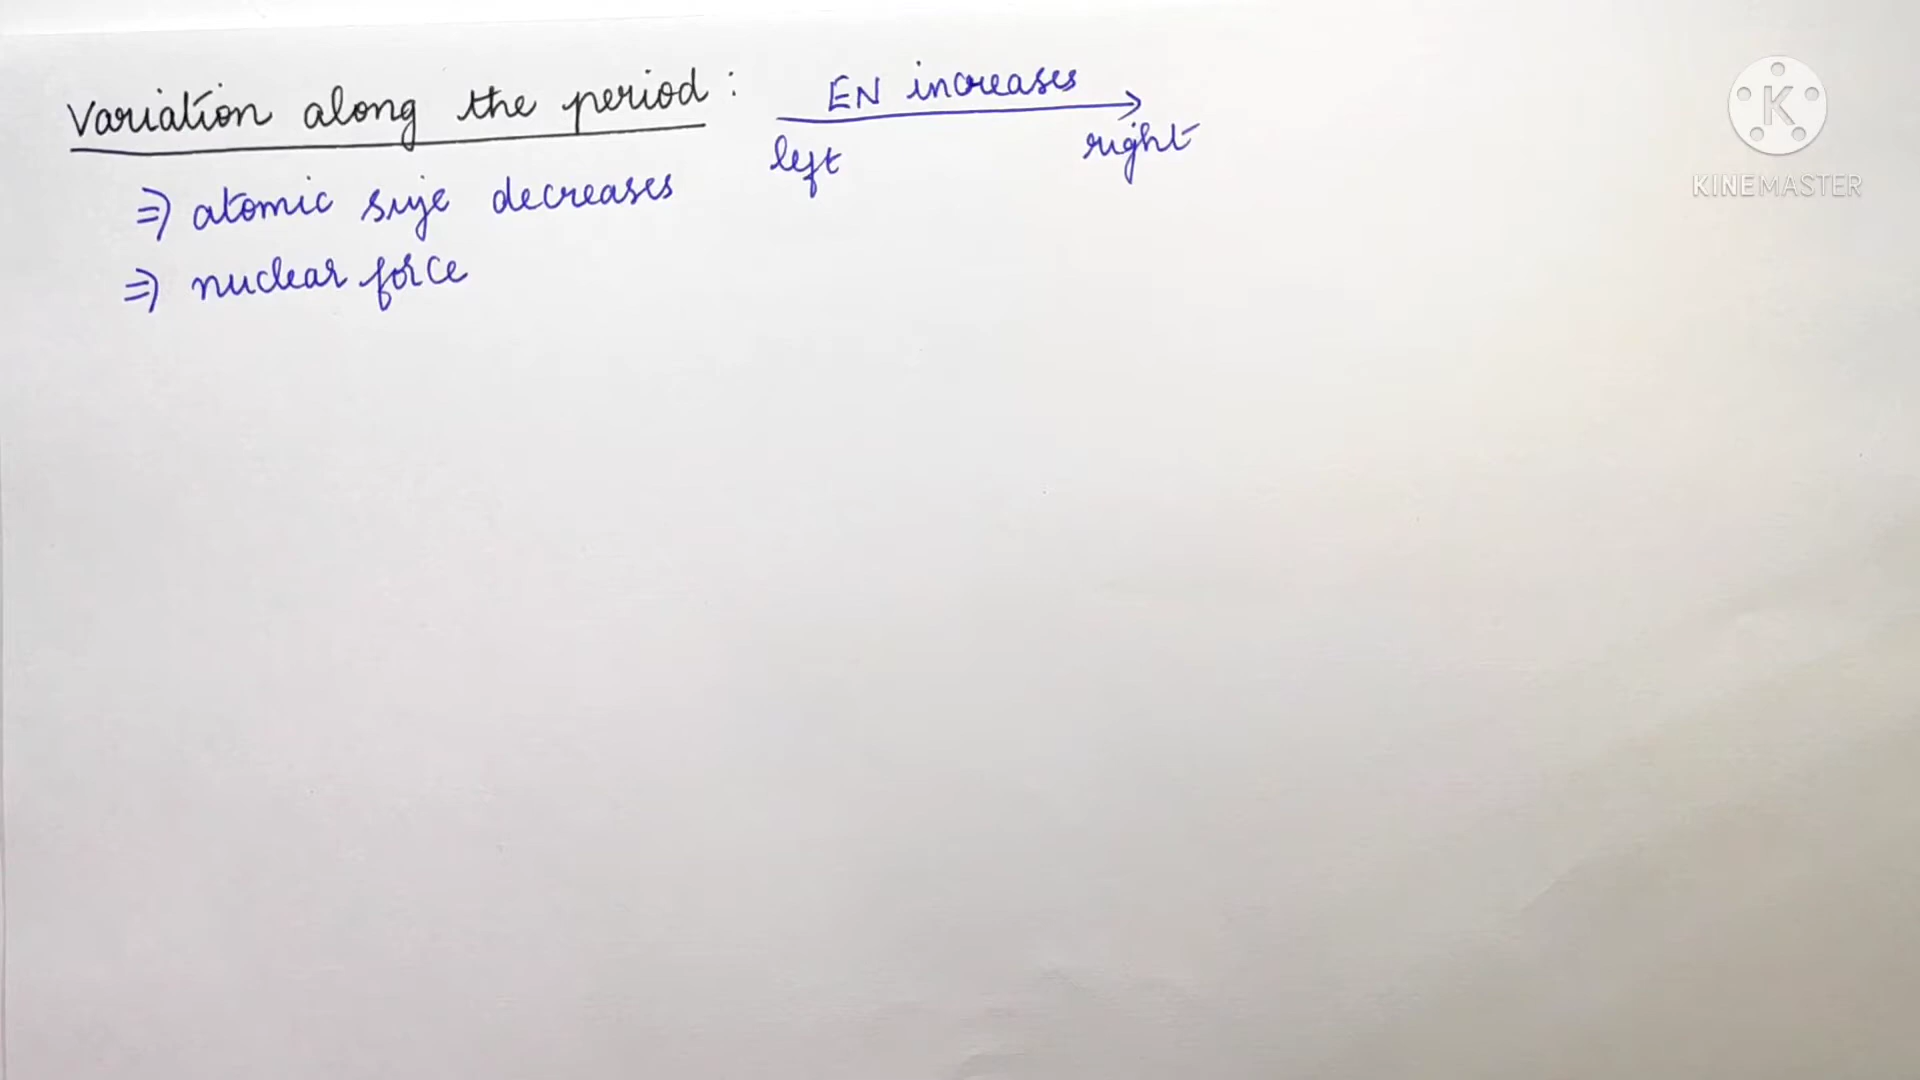 Variation along the period :
EN increases
left right
⇒ atomic size decreases
⇒ nuclear force
K
KINEMASTER